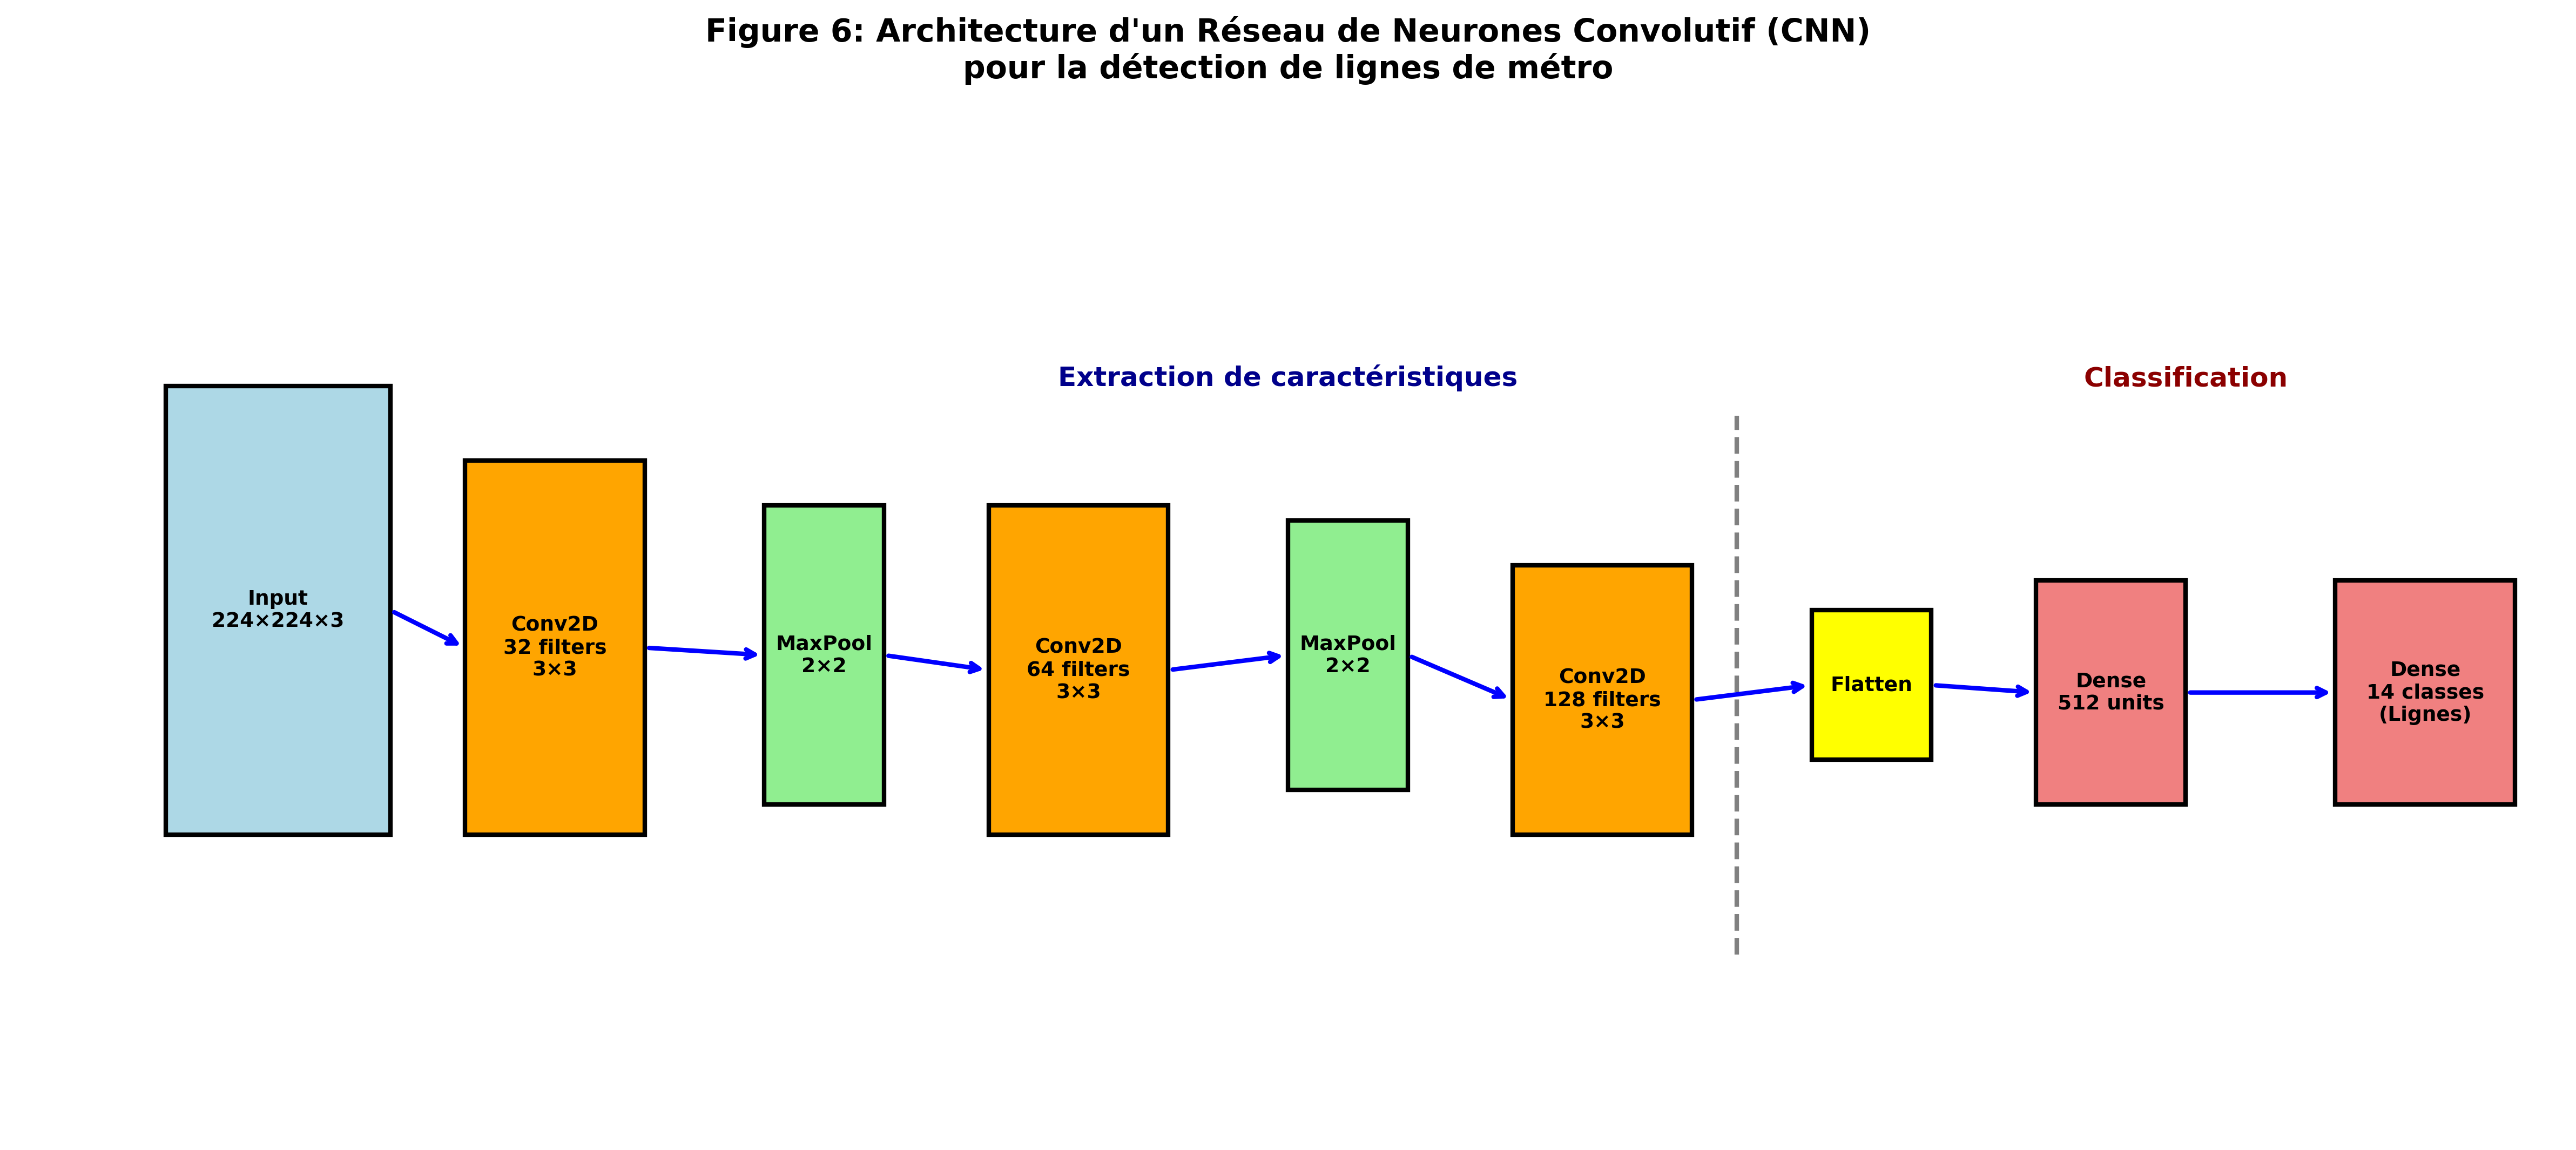 Figure 6: Architecture d'un Réseau de Neurones Convolutif (CNN)
pour la détection de lignes de métro
Extraction de caractéristiques
Classification
Input
224×224×3
Conv2D
32 filters
3×3
MaxPool
2×2
Conv2D
64 filters
3×3
MaxPool
2×2
Conv2D
128 filters
3×3
Flatten
Dense
512 units
Dense
14 classes
(Lignes)